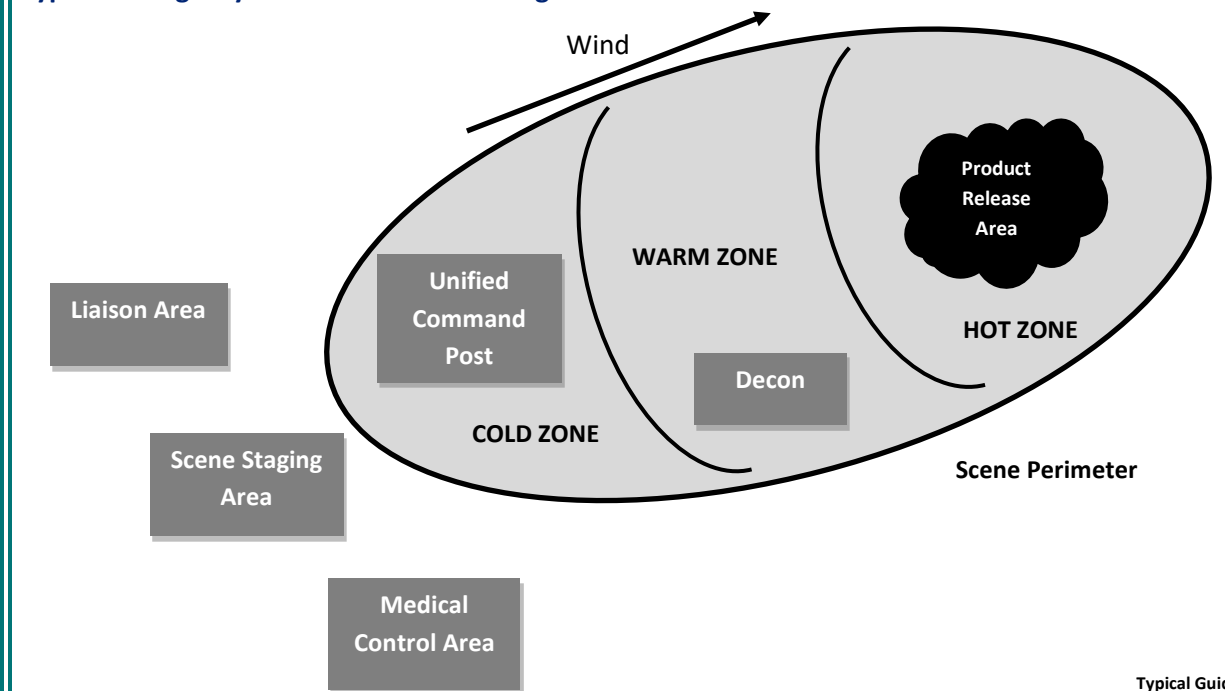 Wind
Product
Release
Area
WARM ZONE
Unified
Command
Post
Liaison Area
HOT ZONE
Decon
COLD ZONE
Scene Staging
Area
Scene Perimeter
Medical
Control Area
Typical